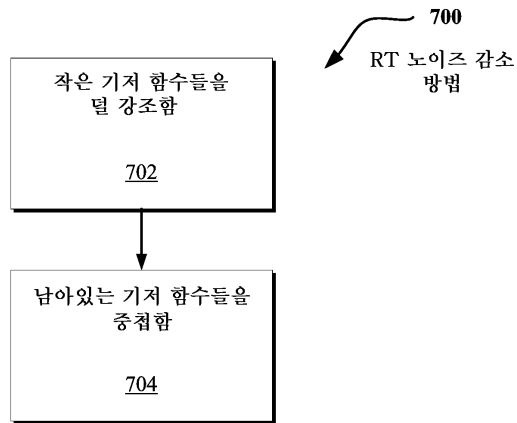 700
RT 노이즈 감소
방법
작은 기저 함수들을
덜 강조함
702
남아있는 기저 함수들을
중첩함
704